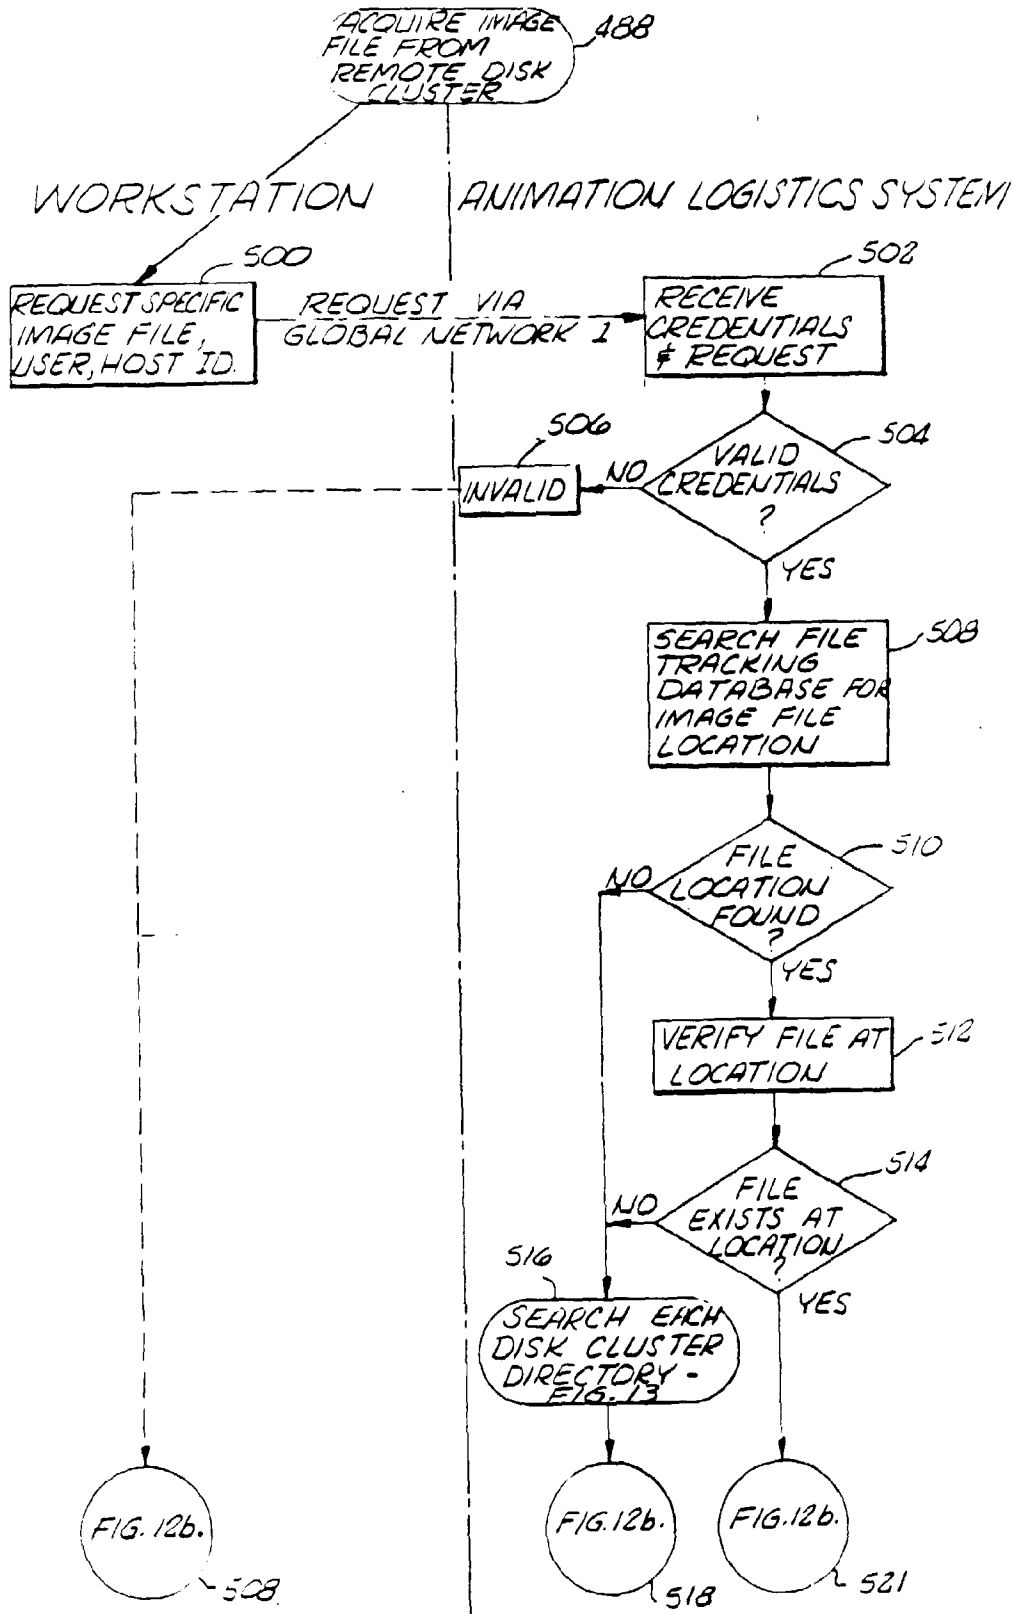 ACQUIRE IMAGE
FILE FROM
REMOTE DISK
CLUSTER
488
WORKSTATION
ANIMATION LOGISTICS SYSTEM
500
REQUEST SPECIFIC
IMAGE FILE,
USER, HOST ID.
REQUEST VIA
GLOBAL NETWORK 1
502
RECEIVE
CREDENTIALS
& REQUEST
504
VALID
CREDENTIALS
?
NO
506
INVALID
YES
508
SEARCH FILE
TRACKING
DATABASE FOR
IMAGE FILE
LOCATION
510
FILE
LOCATION
FOUND
?
NO
YES
512
VERIFY FILE AT
LOCATION
514
FILE
EXISTS AT
LOCATION
?
NO
YES
516
SEARCH EACH
DISK CLUSTER
DIRECTORY -
FIG. 13
FIG. 12b.
508
FIG. 12b.
518
FIG. 12b.
521